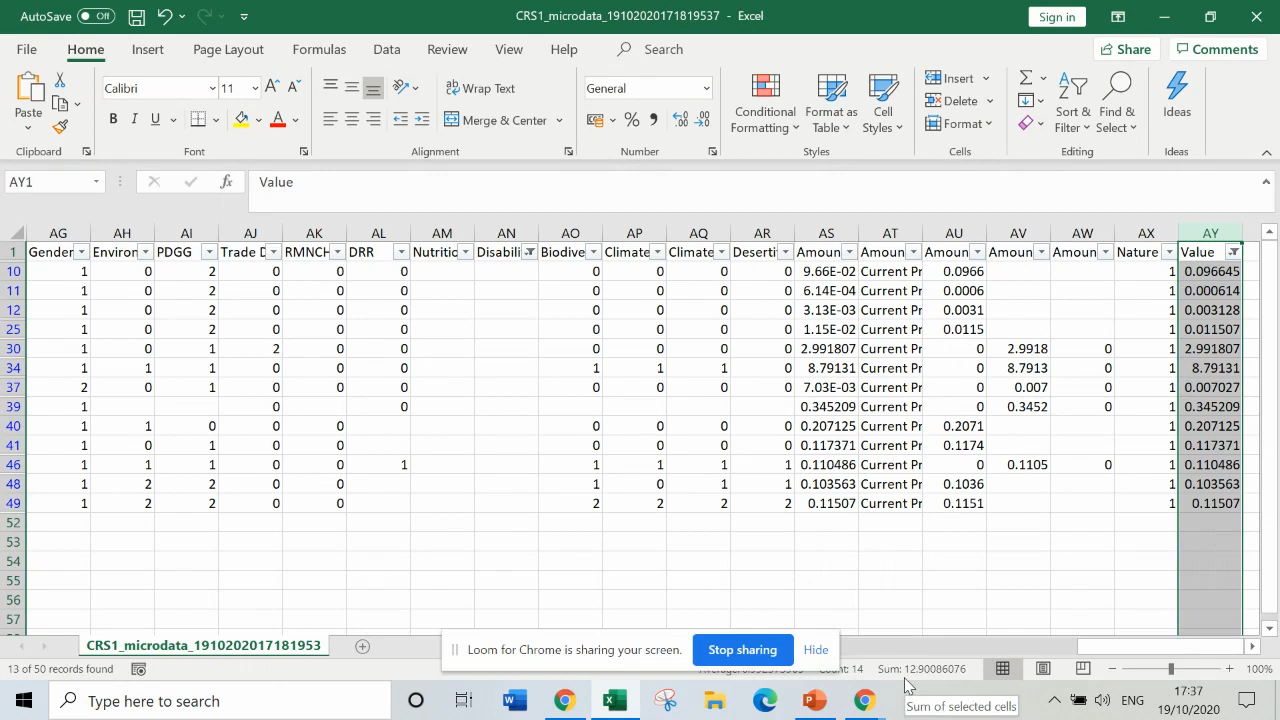 AutoSave Off CRS1_microdata_19102020171819537 - Excel Sign in
File Home Insert Page Layout Formulas Data Review View Help Search Share Comments
Paste Calibri 11 Wrap Text General Conditional Formatting Format as Table Cell Styles Insert Sort & Filter Find & Select Ideas
B I U Merge & Center Delete
Format
Clipboard Font Alignment Number Styles Cells Editing Ideas
AY1 fx Value
AG AH AI AJ AK AL AM AN AO AP AQ AR AS AT AU AV AW AX AY
1 Gender Environ PDGG Trade D RMNCH DRR Nutritio Disabili Biodive Climate Climate Deserti Amoun Amoun Amoun Amoun Amoun Nature Value
10 1 0 2 0 0 0 0 0 0 0 9.66E-02 Current Pr 0.0966 1 0.096645
11 1 0 2 0 0 0 0 0 0 0 6.14E-04 Current Pr 0.0006 1 0.000614
12 1 0 2 0 0 0 0 0 0 0 3.13E-03 Current Pr 0.0031 1 0.003128
25 1 0 2 0 0 0 0 0 0 0 1.15E-02 Current Pr 0.0115 1 0.011507
30 1 0 1 2 0 0 0 0 0 0 2.991807 Current Pr 0 2.9918 0 1 2.991807
34 1 1 1 0 0 0 1 1 1 0 8.79131 Current Pr 0 8.7913 0 1 8.79131
37 2 0 1 0 0 0 0 0 0 0 7.03E-03 Current Pr 0 0.007 0 1 0.007027
39 1 0 0 0.345209 Current Pr 0 0.3452 0 1 0.345209
40 1 1 0 0 0 0 0 0 0 0.207125 Current Pr 0.2071 1 0.207125
41 1 0 1 0 0 0 0 0 0 0.117371 Current Pr 0.1174 1 0.117371
46 1 1 1 0 0 1 1 1 1 1 0.110486 Current Pr 0 0.1105 0 1 0.110486
48 1 2 2 0 0 1 0 1 2 0.103563 Current Pr 0.1036 1 0.103563
49 1 2 2 0 0 2 2 2 2 0.11507 Current Pr 0.1151 1 0.11507
52
53
54
55
56
57
CRS1_microdata_1910202017181953
Loom for Chrome is sharing your screen. Stop sharing Hide
13 of 50 records found Count: 14 Sum: 12.90086076 100%
Type here to search Sum of selected cells ENG 17:37
19/10/2020